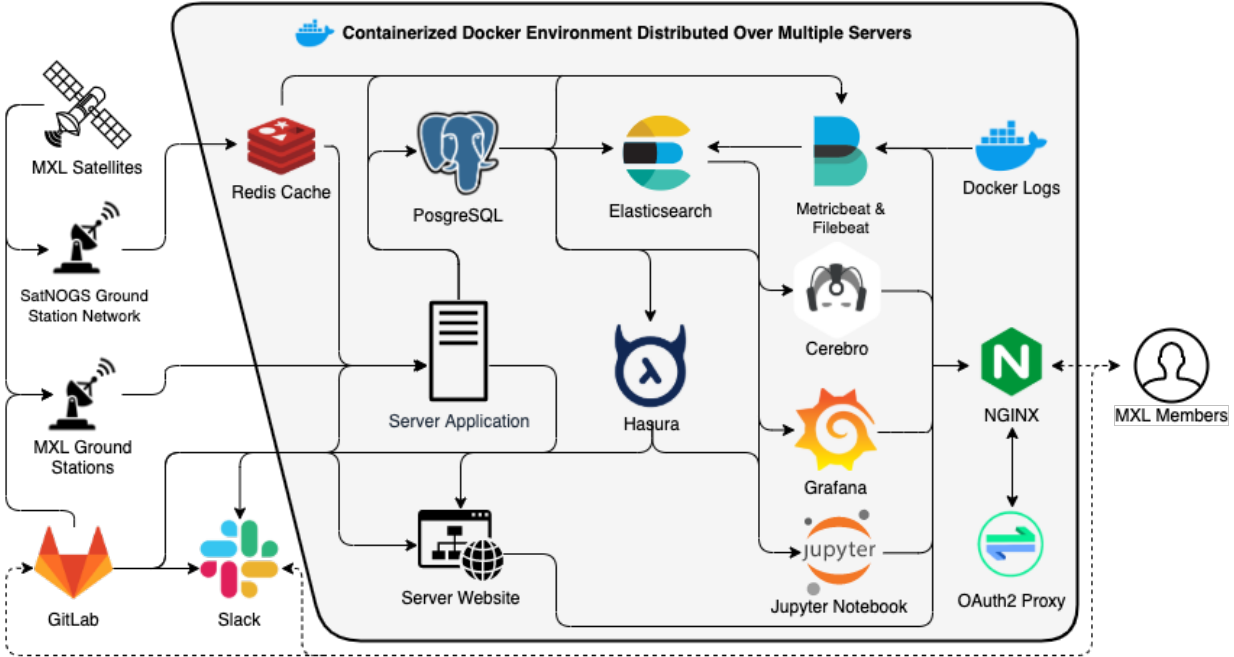 Containerized Docker Environment Distributed Over Multiple Servers
MXL Satellites
Redis Cache
PosgreSQL
Elasticsearch
Metricbeat &
Filebeat
Docker Logs
SatNOGS Ground
Station Network
Cerebro
Server Application
Hasura
N
NGINX
MXL Members
MXL Ground
Stations
Grafana
GitLab
Slack
Server Website
jupyter
Jupyter Notebook
OAuth2 Proxy